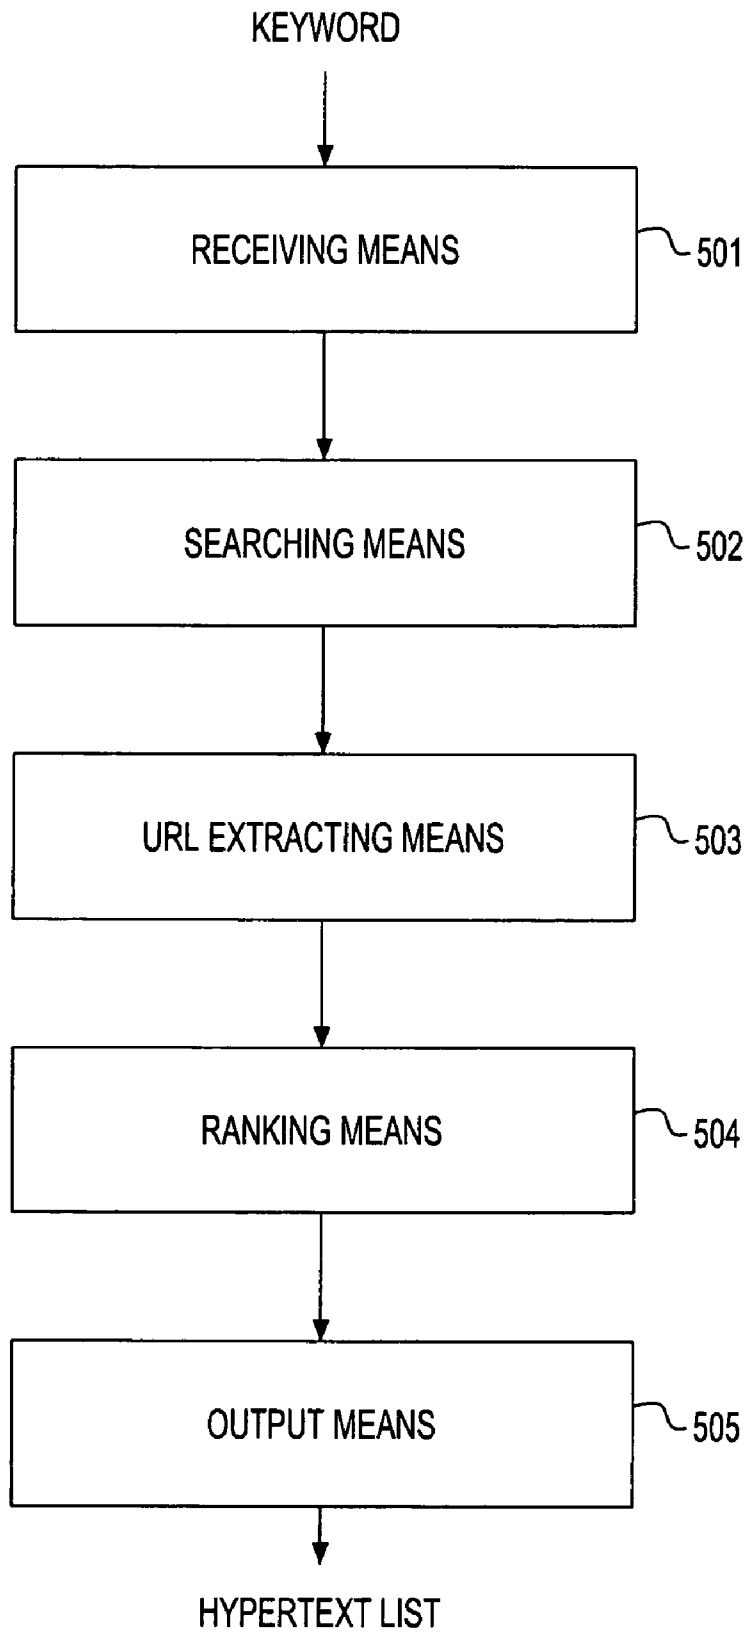 KEYWORD
RECEIVING MEANS
501
SEARCHING MEANS
502
URL EXTRACTING MEANS
503
RANKING MEANS
504
OUTPUT MEANS
505
HYPERTEXT LIST